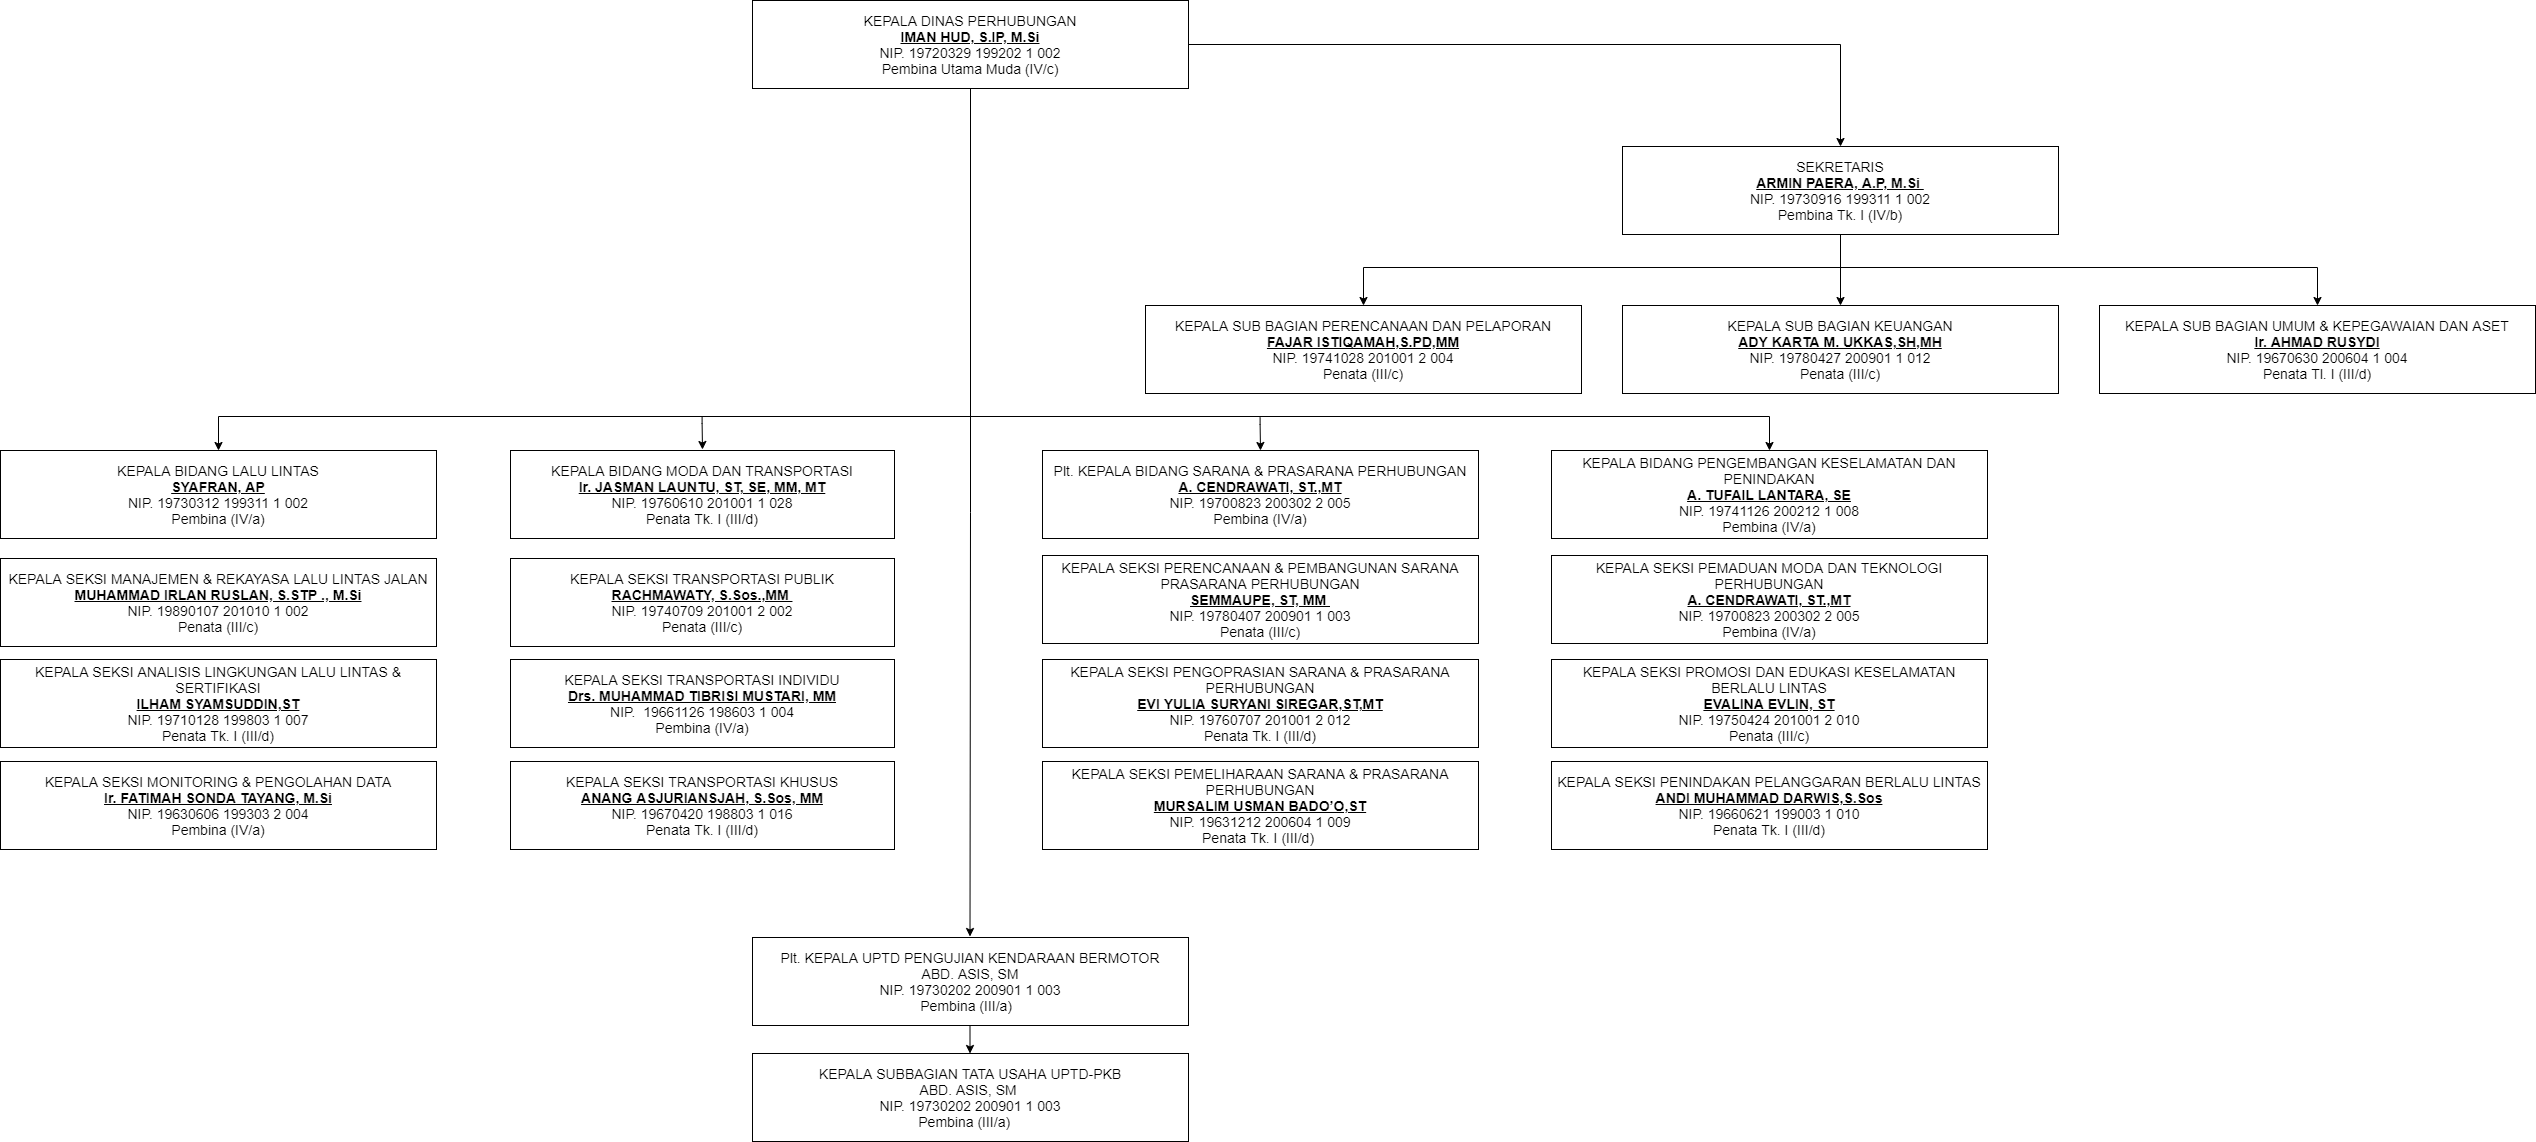 KEPALA DINAS PERHUBUNGAN
IMAN HUD, S.IP, M.Si
NIP. 19720329 199202 1 002
Pembina Utama Muda (IV/c)
SEKRETARIS
ARMIN PAERA, A.P, M.Si
NIP. 19730916 199311 1 002
Pembina Tk. I (IV/b)
KEPALA SUB BAGIAN PERENCANAAN DAN PELAPORAN
FAJAR ISTIQAMAH,S.PD,MM
NIP. 19741028 201001 2 004
Penata (III/c)
KEPALA SUB BAGIAN KEUANGAN
ADY KARTA M. UKKAS,SH,MH
NIP. 19780427 200901 1 012
Penata (III/c)
KEPALA SUB BAGIAN UMUM & KEPEGAWAIAN DAN ASET
Ir. AHMAD RUSYDI
NIP. 19670630 200604 1 004
Penata Tl. I (III/d)
KEPALA BIDANG LALU LINTAS
SYAFRAN, AP
NIP. 19730312 199311 1 002
Pembina (IV/a)
KEPALA SEKSI MANAJEMEN & REKAYASA LALU LINTAS JALAN
MUHAMMAD IRLAN RUSLAN, S.STP ., M.Si
NIP. 19890107 201010 1 002
Penata (III/c)
KEPALA SEKSI ANALISIS LINGKUNGAN LALU LINTAS &
SERTIFIKASI
ILHAM SYAMSUDDIN,ST
NIP. 19710128 199803 1 007
Penata Tk. I (III/d)
KEPALA SEKSI MONITORING & PENGOLAHAN DATA
Ir. FATIMAH SONDA TAYANG, M.Si
NIP. 19630606 199303 2 004
Pembina (IV/a)
KEPALA BIDANG MODA DAN TRANSPORTASI
Ir. JASMAN LAUNTU, ST, SE, MM, MT
NIP. 19760610 201001 1 028
Penata Tk. I (III/d)
KEPALA SEKSI TRANSPORTASI PUBLIK
RACHMAWATY, S.Sos.,MM
NIP. 19740709 201001 2 002
Penata (III/c)
KEPALA SEKSI TRANSPORTASI INDIVIDU
Drs. MUHAMMAD TIBRISI MUSTARI, MM
NIP. 19661126 198603 1 004
Pembina (IV/a)
KEPALA SEKSI TRANSPORTASI KHUSUS
ANANG ASJURIANSJAH, S.Sos, MM
NIP. 19670420 198803 1 016
Penata Tk. I (III/d)
Plt. KEPALA BIDANG SARANA & PRASARANA PERHUBUNGAN
A. CENDRAWATI, ST.,MT
NIP. 19700823 200302 2 005
Pembina (IV/a)
KEPALA SEKSI PERENCANAAN & PEMBANGUNAN SARANA
PRASARANA PERHUBUNGAN
SEMMAUPE, ST, MM
NIP. 19780407 200901 1 003
Penata (III/c)
KEPALA SEKSI PENGOPRASIAN SARANA & PRASARANA
PERHUBUNGAN
EVI YULIA SURYANI SIREGAR,ST,MT
NIP. 19760707 201001 2 012
Penata Tk. I (III/d)
KEPALA SEKSI PEMELIHARAAN SARANA & PRASARANA
PERHUBUNGAN
MURSALIM USMAN BADO’O,ST
NIP. 19631212 200604 1 009
Penata Tk. I (III/d)
KEPALA BIDANG PENGEMBANGAN KESELAMATAN DAN
PENINDAKAN
A. TUFAIL LANTARA, SE
NIP. 19741126 200212 1 008
Pembina (IV/a)
KEPALA SEKSI PEMADUAN MODA DAN TEKNOLOGI
PERHUBUNGAN
A. CENDRAWATI, ST.,MT
NIP. 19700823 200302 2 005
Pembina (IV/a)
KEPALA SEKSI PROMOSI DAN EDUKASI KESELAMATAN
BERLALU LINTAS
EVALINA EVLIN, ST
NIP. 19750424 201001 2 010
Penata (III/c)
KEPALA SEKSI PENINDAKAN PELANGGARAN BERLALU LINTAS
ANDI MUHAMMAD DARWIS,S.Sos
NIP. 19660621 199003 1 010
Penata Tk. I (III/d)
Plt. KEPALA UPTD PENGUJIAN KENDARAAN BERMOTOR
ABD. ASIS, SM
NIP. 19730202 200901 1 003
Pembina (III/a)
KEPALA SUBBAGIAN TATA USAHA UPTD-PKB
ABD. ASIS, SM
NIP. 19730202 200901 1 003
Pembina (III/a)